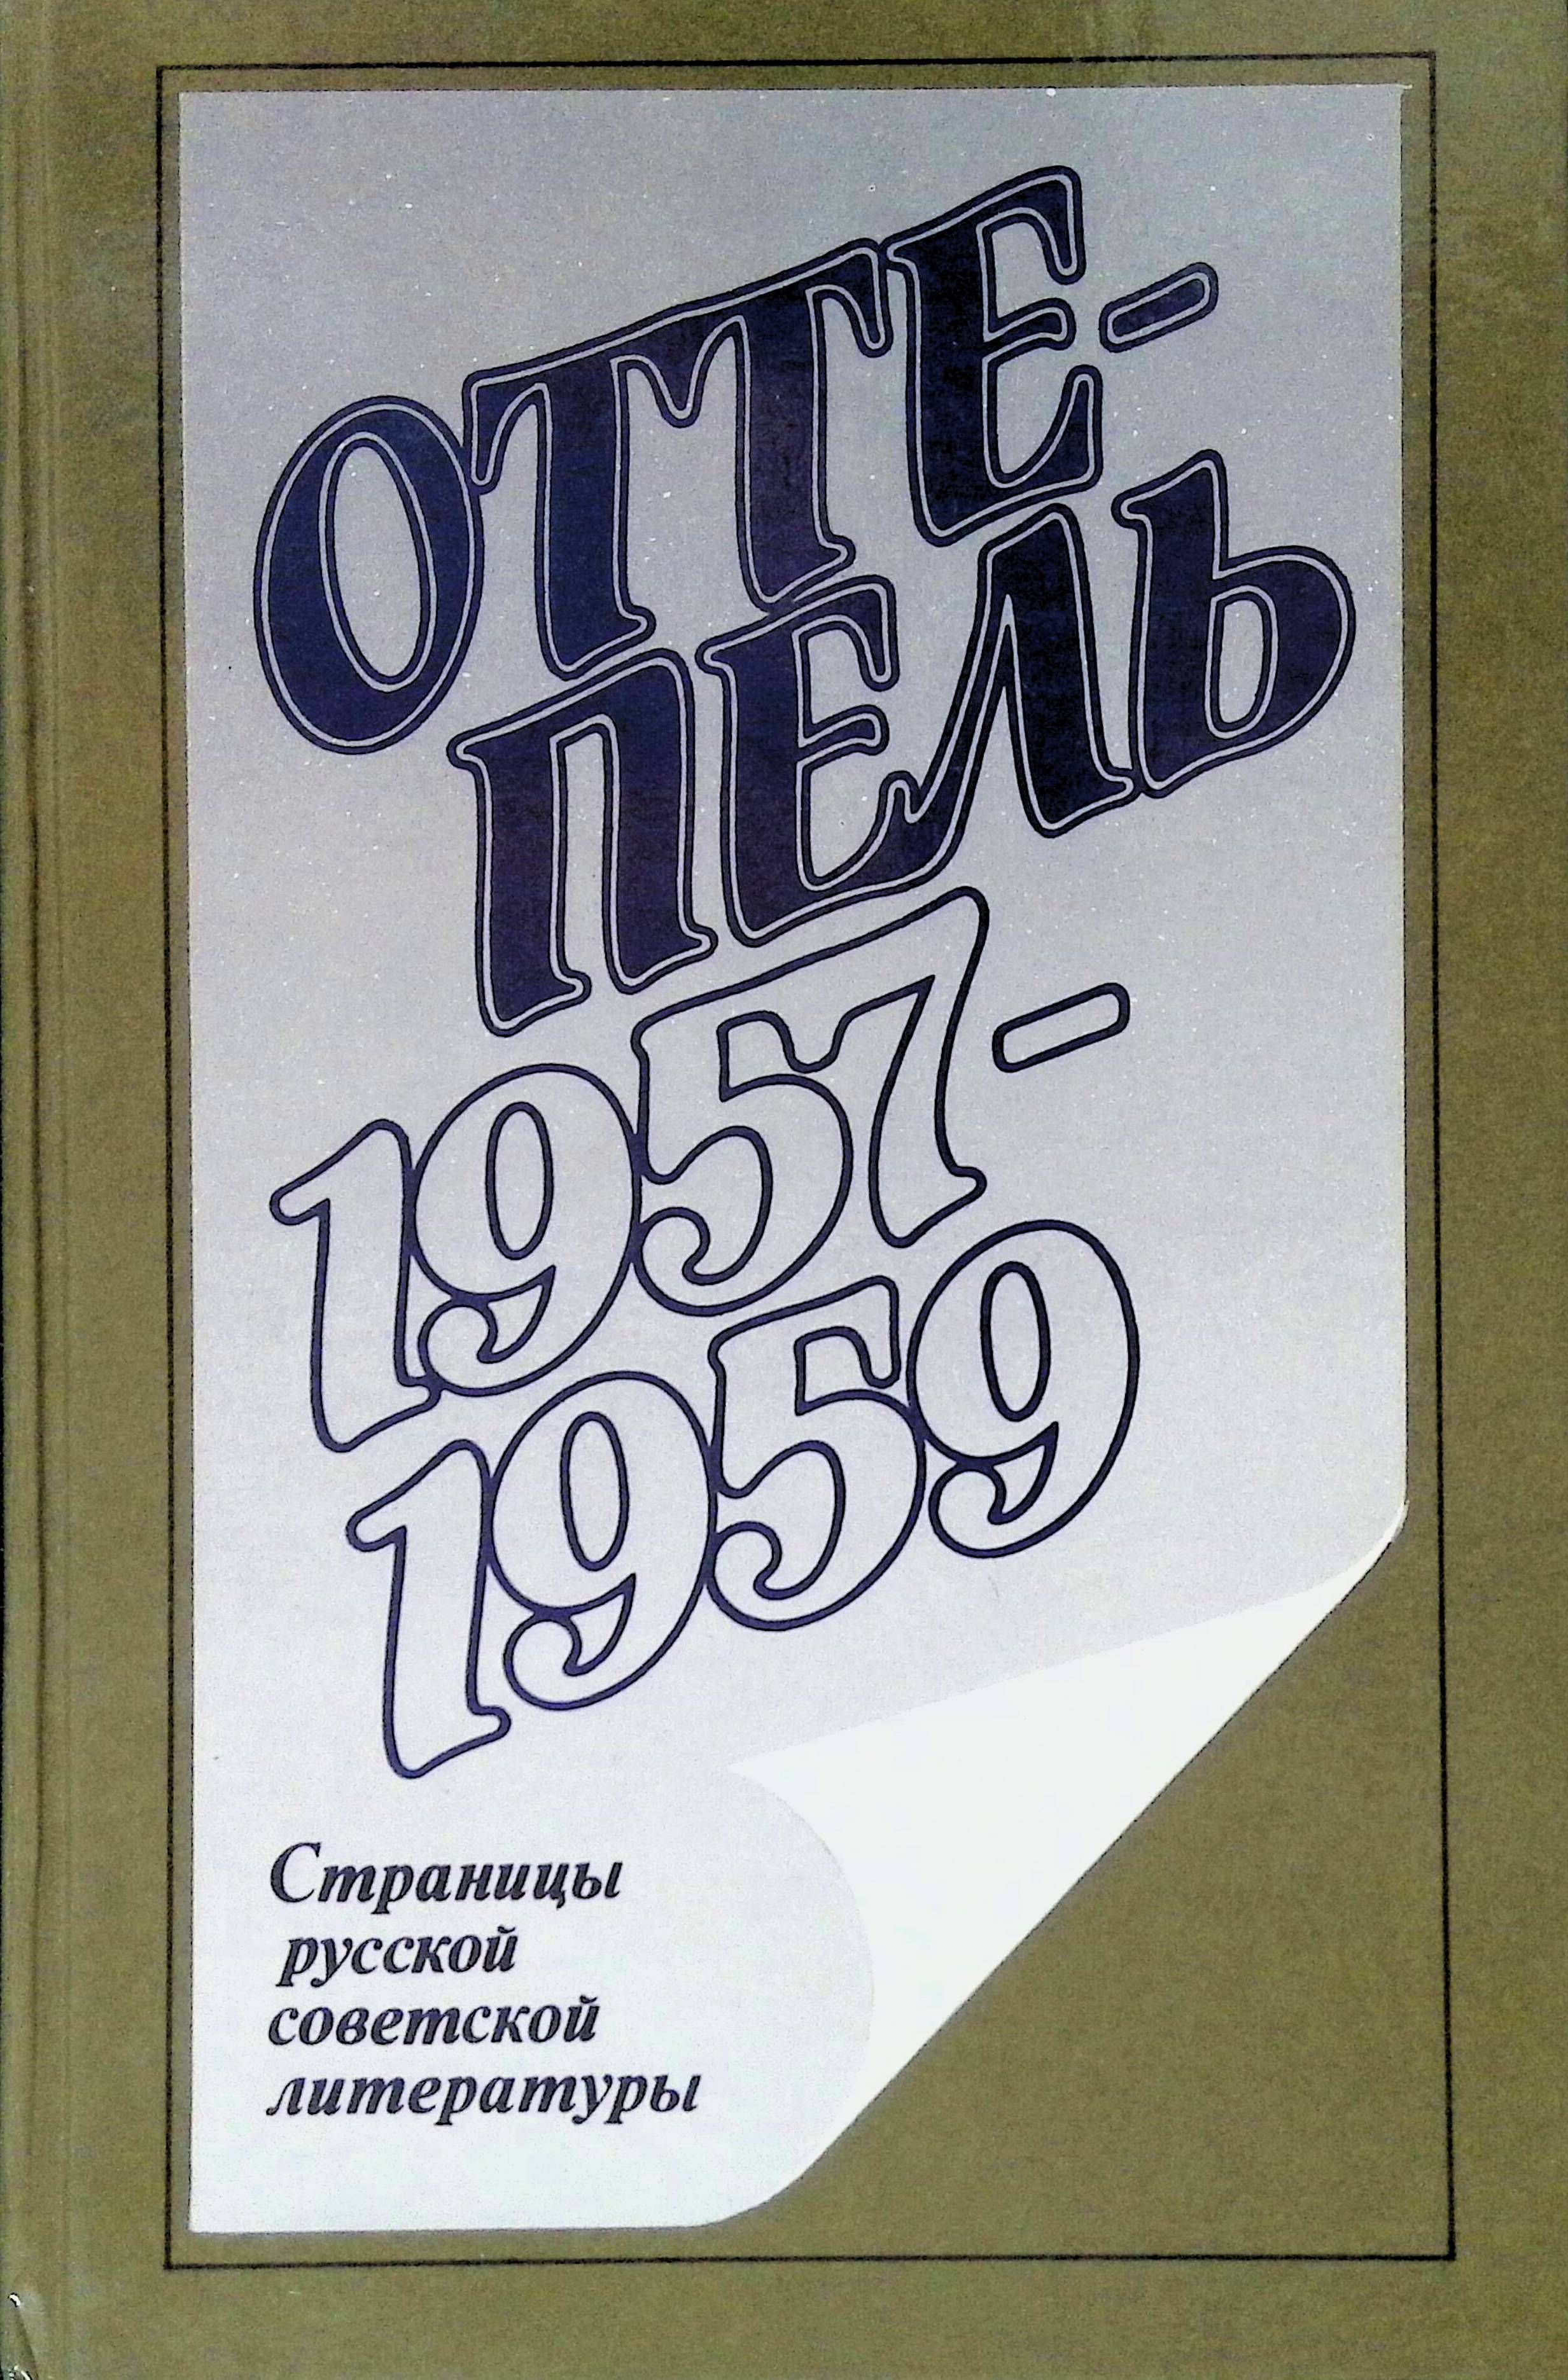 ОТТЕ-
ПЕЛЬ
1957-
1959
Страницы
русской
советской
литературы